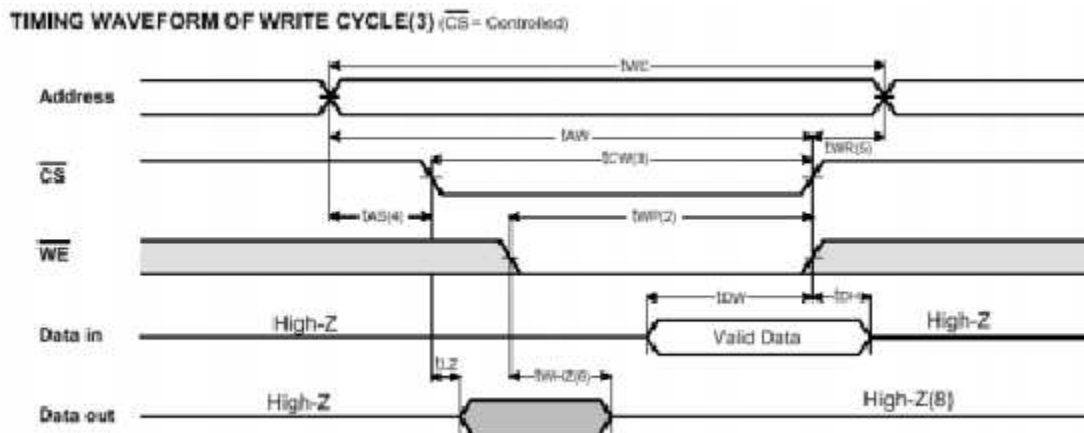 TIMING WAVEFORM OF WRITE CYCLE(3) (CS = Controlled)
tWC
Address
tAW
tCW(3)
tWR(5)
CS
tAS(4)
tWP(2)
WE
tDW
tDH
High-Z
Valid Data
High-Z
Data in
tLZ
tWHZ(6)
High-Z
High-Z(8)
Data out